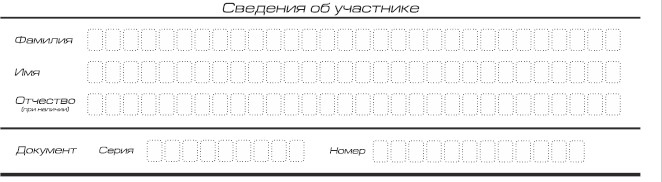 Сведения об участнике
Фамилия
Имя
Отчество
(при наличии)
Документ Серия Номер